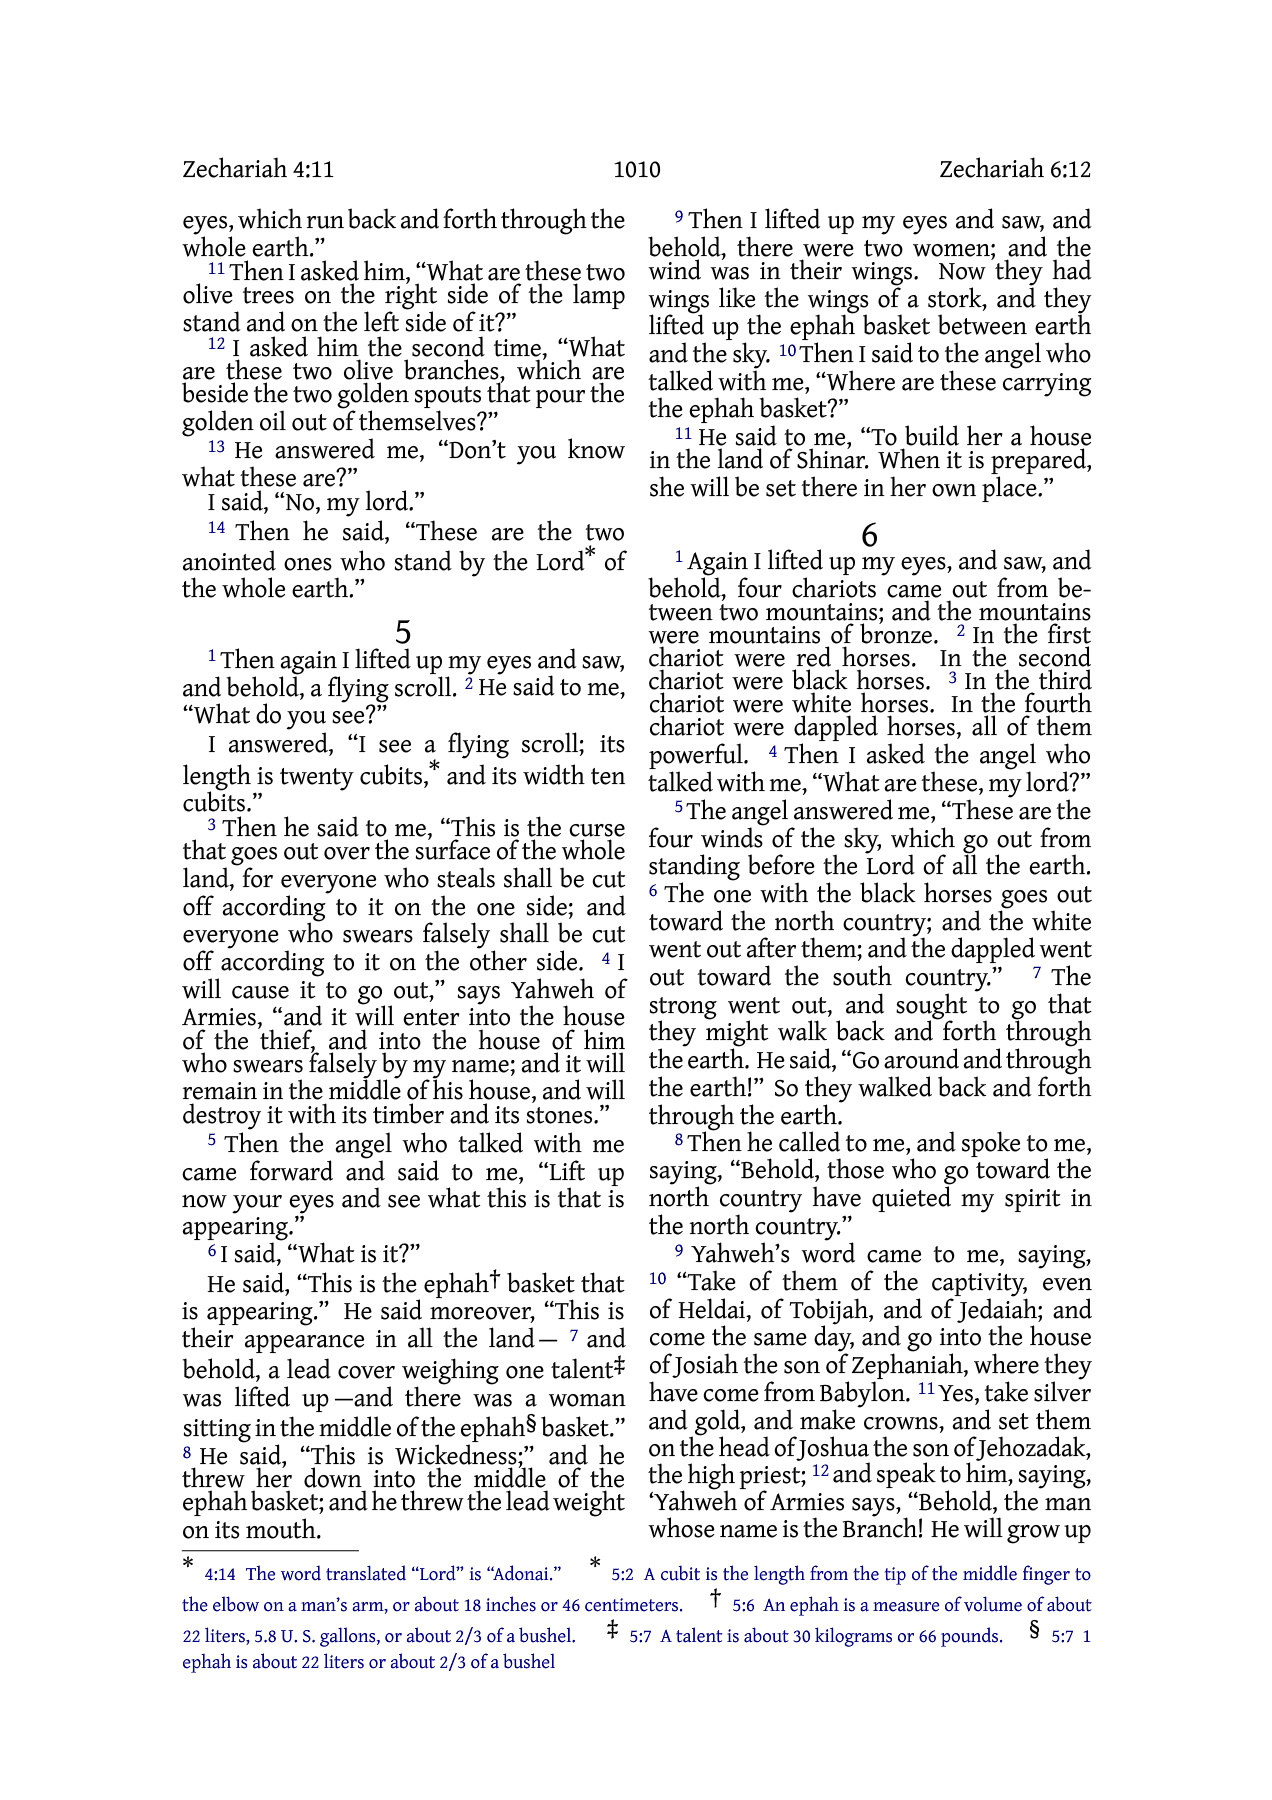 Zechariah 4:11 1010 Zechariah 6:12
eyes, which run back and forth through the
whole earth.”
11 Then I asked him, “What are these two
olive trees on the right side of the lamp
stand and on the left side of it?”
12 I asked him the second time, “What
are these two olive branches, which are
beside the two golden spouts that pour the
golden oil out of themselves?”
13 He answered me, “Don’t you know
what these are?”
I said, “No, my lord.”
14 Then he said, “These are the two
anointed ones who stand by the Lord* of
the whole earth.”
5
1 Then again I lifted up my eyes and saw,
and behold, a flying scroll. 2 He said to me,
“What do you see?”
I answered, “I see a flying scroll; its
length is twenty cubits,* and its width ten
cubits.”
3 Then he said to me, “This is the curse
that goes out over the surface of the whole
land, for everyone who steals shall be cut
off according to it on the one side; and
everyone who swears falsely shall be cut
off according to it on the other side. 4 I
will cause it to go out,” says Yahweh of
Armies, “and it will enter into the house
of the thief, and into the house of him
who swears falsely by my name; and it will
remain in the middle of his house, and will
destroy it with its timber and its stones.”
5 Then the angel who talked with me
came forward and said to me, “Lift up
now your eyes and see what this is that is
appearing.”
6 I said, “What is it?”
He said, “This is the ephah† basket that
is appearing.” He said moreover, “This is
their appearance in all the land— 7 and
behold, a lead cover weighing one talent‡
was lifted up —and there was a woman
sitting in the middle of the ephah§ basket.”
8 He said, “This is Wickedness;” and he
threw her down into the middle of the
ephah basket; and he threw the lead weight
on its mouth.
9 Then I lifted up my eyes and saw, and
behold, there were two women; and the
wind was in their wings. Now they had
wings like the wings of a stork, and they
lifted up the ephah basket between earth
and the sky. 10 Then I said to the angel who
talked with me, “Where are these carrying
the ephah basket?”
11 He said to me, “To build her a house
in the land of Shinar. When it is prepared,
she will be set there in her own place.”
6
1 Again I lifted up my eyes, and saw, and
behold, four chariots came out from be-
tween two mountains; and the mountains
were mountains of bronze. 2 In the first
chariot were red horses. In the second
chariot were black horses. 3 In the third
chariot were white horses. In the fourth
chariot were dappled horses, all of them
powerful. 4 Then I asked the angel who
talked with me, “What are these, my lord?”
5 The angel answered me, “These are the
four winds of the sky, which go out from
standing before the Lord of all the earth.
6 The one with the black horses goes out
toward the north country; and the white
went out after them; and the dappled went
out toward the south country.” 7 The
strong went out, and sought to go that
they might walk back and forth through
the earth. He said, “Go around and through
the earth!” So they walked back and forth
through the earth.
8 Then he called to me, and spoke to me,
saying, “Behold, those who go toward the
north country have quieted my spirit in
the north country.”
9 Yahweh’s word came to me, saying,
10 “Take of them of the captivity, even
of Heldai, of Tobijah, and of Jedaiah; and
come the same day, and go into the house
of Josiah the son of Zephaniah, where they
have come from Babylon. 11 Yes, take silver
and gold, and make crowns, and set them
on the head of Joshua the son of Jehozadak,
the high priest; 12 and speak to him, saying,
‘Yahweh of Armies says, “Behold, the man
whose name is the Branch! He will grow up
* 4:14 The word translated “Lord” is “Adonai.” * 5:2 A cubit is the length from the tip of the middle finger to
the elbow on a man’s arm, or about 18 inches or 46 centimeters. † 5:6 An ephah is a measure of volume of about
22 liters, 5.8 U. S. gallons, or about 2/3 of a bushel. ‡ 5:7 A talent is about 30 kilograms or 66 pounds. § 5:7 1
ephah is about 22 liters or about 2/3 of a bushel